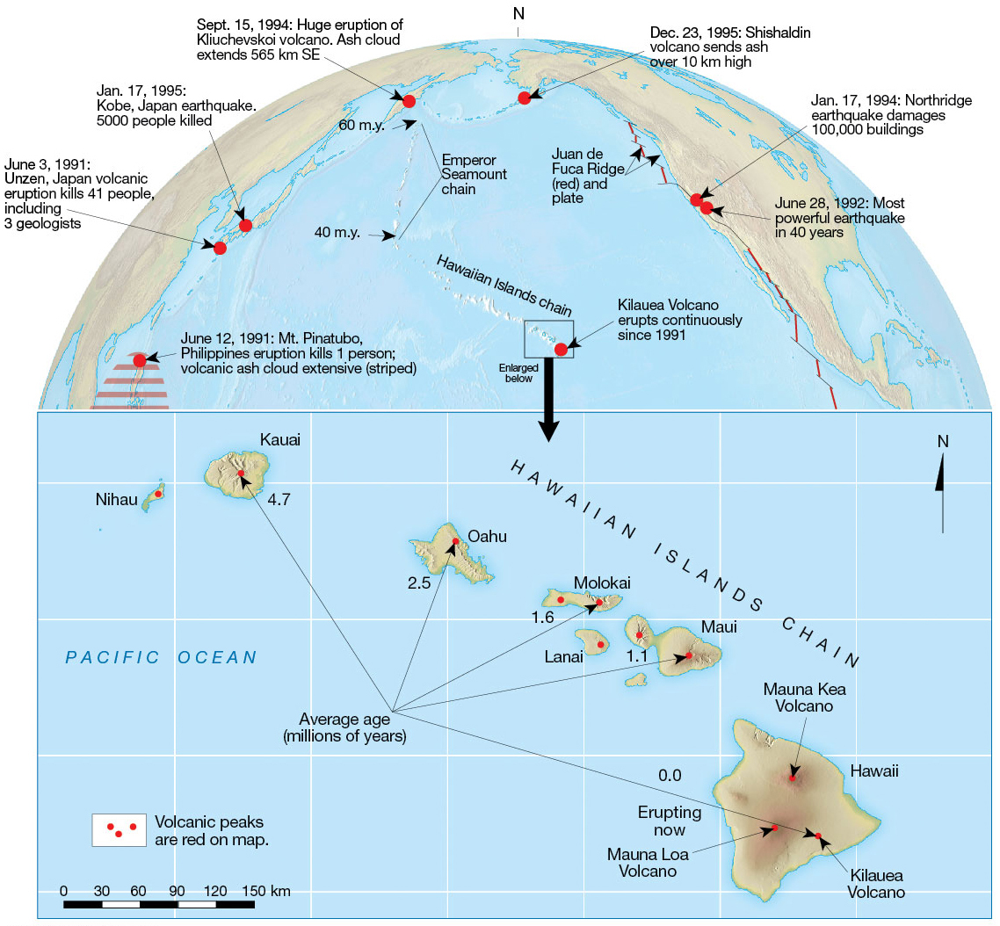 N
Sept. 15, 1994: Huge eruption of
Kliuchevskoi volcano. Ash cloud
extends 565 km SE
Dec. 23, 1995: Shishaldin
volcano sends ash
over 10 km high
Jan. 17, 1995:
Kobe, Japan earthquake.
5000 people killed
Jan. 17, 1994: Northridge
earthquake damages
100,000 buildings
60 m.y.
Juan de
Fuca Ridge
(red) and
plate
Emperor
Seamount
chain
June 3, 1991:
Unzen, Japan volcanic
eruption kills 41 people,
including
3 geologists
June 28, 1992: Most
powerful earthquake
in 40 years
40 m.y.
Hawaiian Islands chain
Kilauea Volcano
erupts continuously
since 1991
June 12, 1991: Mt. Pinatubo,
Philippines eruption kills 1 person;
volcanic ash cloud extensive (striped)
Enlarged
below
Kauai
N
HAWAIIAN ISLANDS CHAIN
Nihau
4.7
Oahu
2.5
Molokai
1.6
Maui
Lanai
1.1
PACIFIC OCEAN
Mauna Kea
Volcano
Average age
(millions of years)
Hawaii
0.0
Erupting
now
Mauna Loa
Volcano
Kilauea
Volcano
Volcanic peaks
are red on map.
0 30 60 90 120 150 km